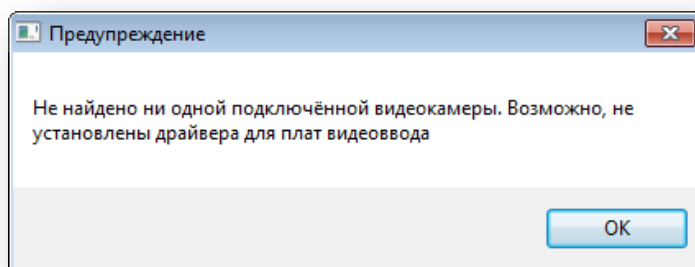 Предупреждение
Не найдено ни одной подключённой видеокамеры. Возможно, не
установлены драйвера для плат видеоввода
OK